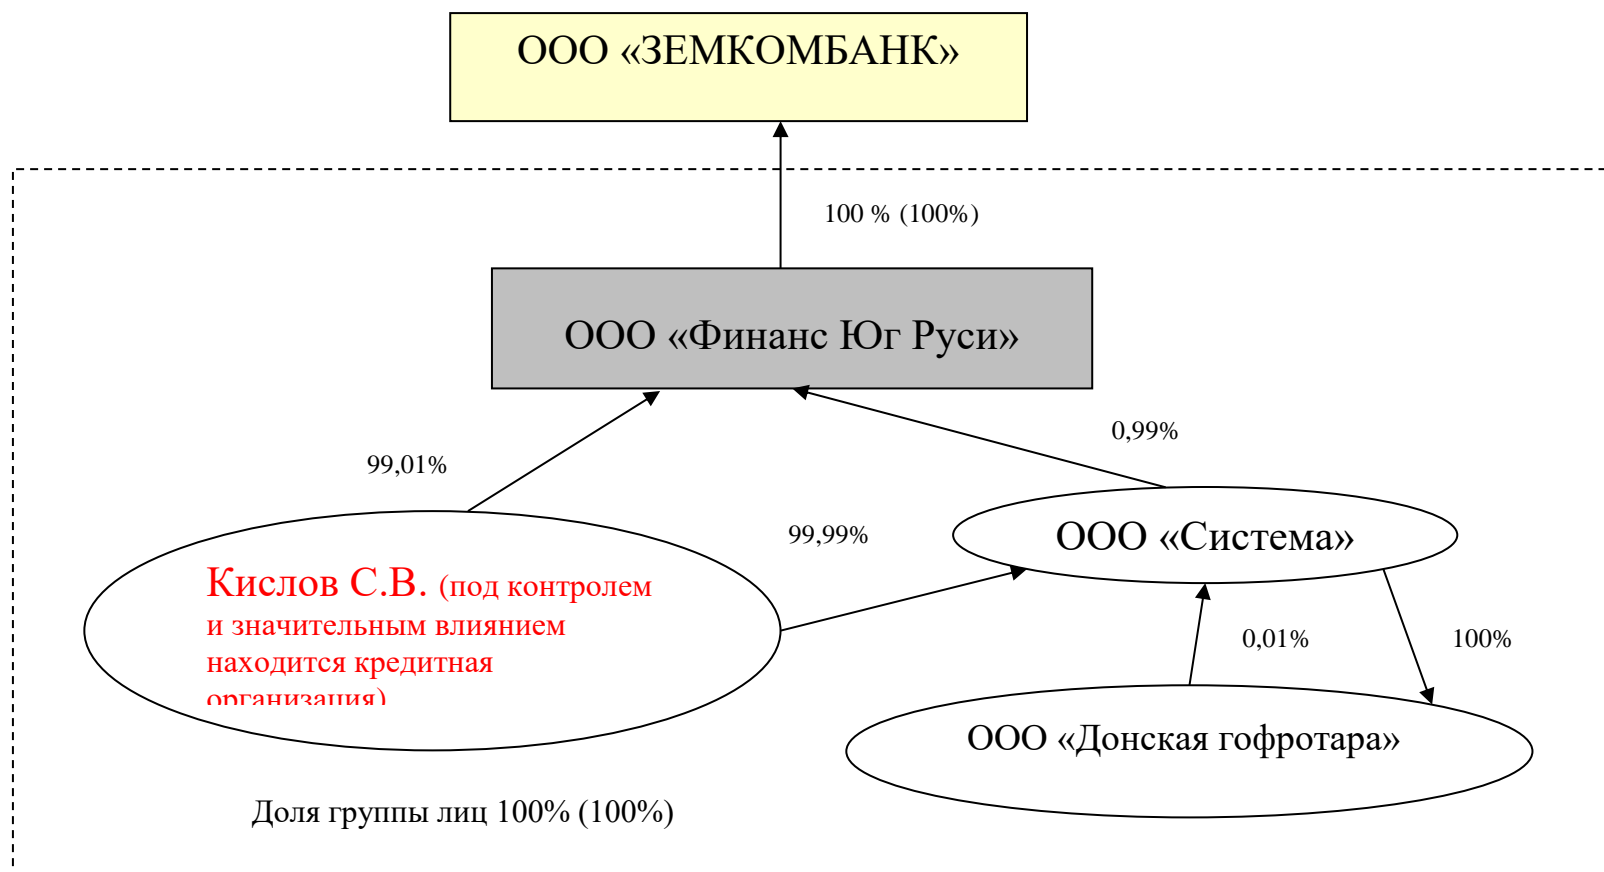 ООО «ЗЕМКОМБАНК»
100 % (100%)
ООО «Финанс Юг Руси»
0,99%
99,01%
99,99%
ООО «Система»
Кислов С.В. (под контролем
и значительным влиянием
находится кредитная
организация)
0,01%
100%
ООО «Донская гофротара»
Доля группы лиц 100% (100%)